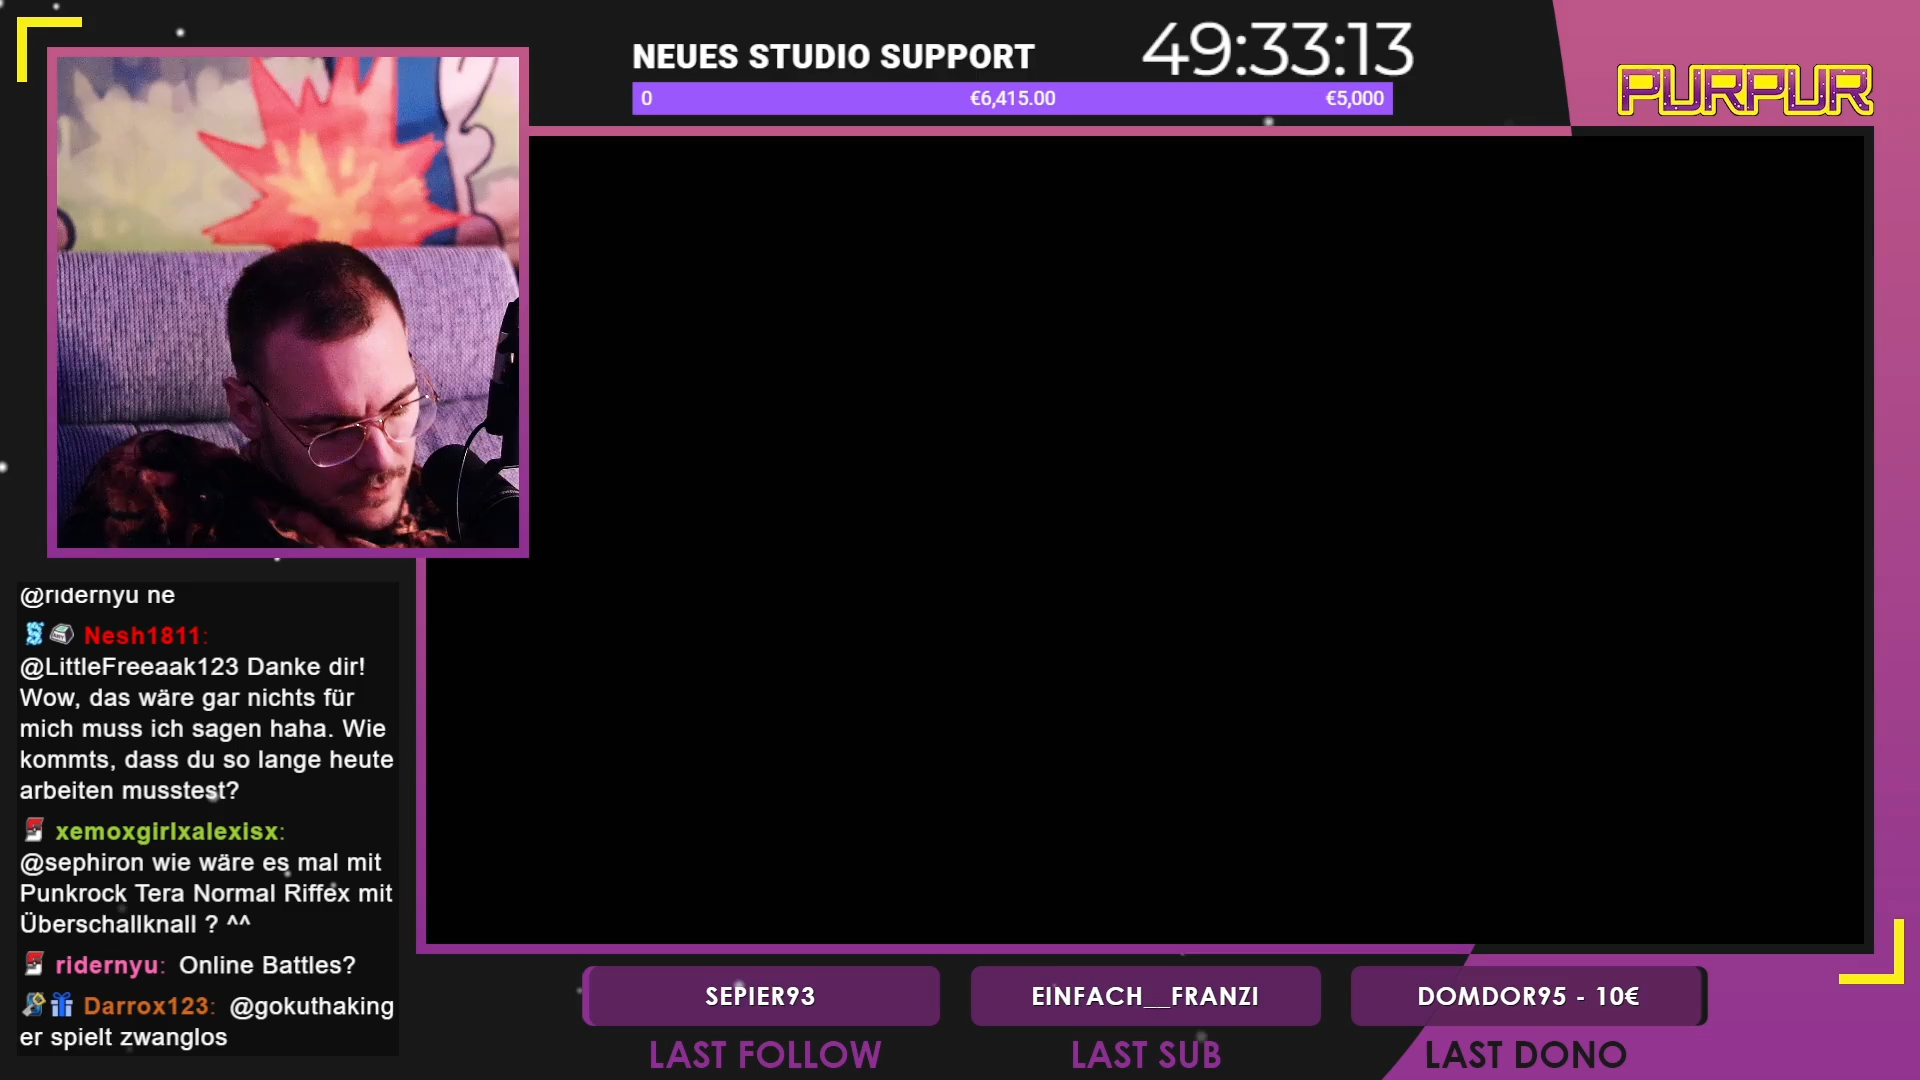 NEUES STUDIO SUPPORT
49:33:13
0 €6,415.00 €5,000
PURPUR
@ridernyu ne
Nesh1811:
@LittleFreeaak123 Danke dir!
Wow, das wäre gar nichts für
mich muss ich sagen haha. Wie
kommts, dass du so lange heute
arbeiten musstest?
xemoxgirlxalexisx:
@sephiron wie wäre es mal mit
Punkrock Tera Normal Riffex mit
Überschallknall ? ^^
ridernyu: Online Battles?
Darrox123: @gokuthaking
er spielt zwanglos
SEPIER93
EINFACH__FRANZI
DOMDOR95 - 10€
LAST FOLLOW
LAST SUB
LAST DONO